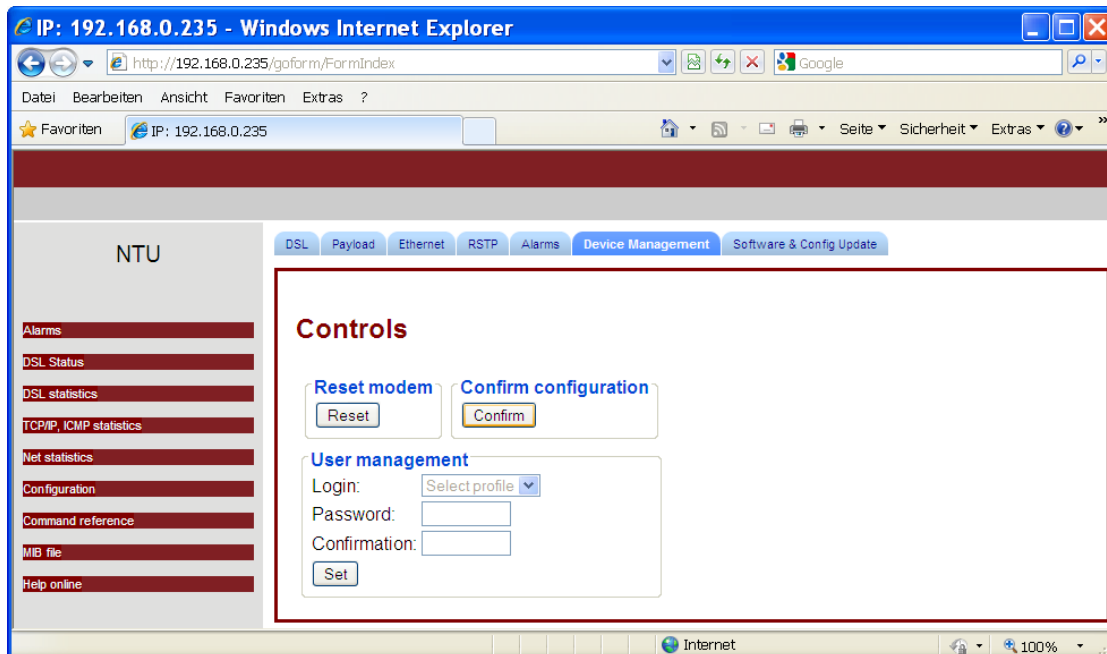 IP: 192.168.0.235 - Windows Internet Explorer
http://192.168.0.235/goform/FormIndex
Google
Datei Bearbeiten Ansicht Favoriten Extras ?
Favoriten IP: 192.168.0.235 Seite Sicherheit Extras »
NTU
DSL Payload Ethernet RSTP Alarms Device Management Software & Config Update
Alarms
DSL Status
DSL statistics
TCP/IP, ICMP statistics
Net statistics
Configuration
Command reference
MIB file
Help online
Controls
Reset modem Confirm configuration
Reset Confirm
User management
Login: Select profile
Password:
Confirmation:
Set
Internet 100%